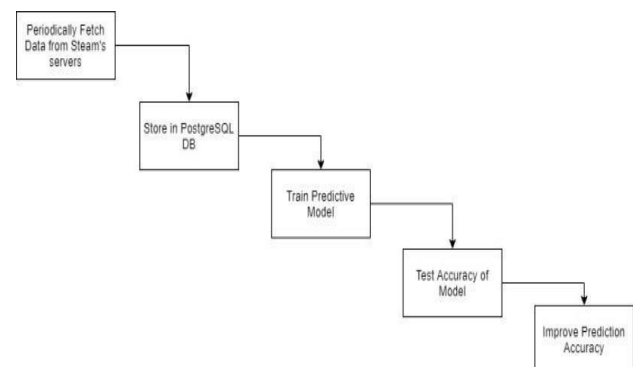 Periodically Fetch
Data from Steam's
servers
Store in PostgreSQL
DB
Train Predictive
Model
Test Accuracy of
Model
Improve Prediction
Accuracy